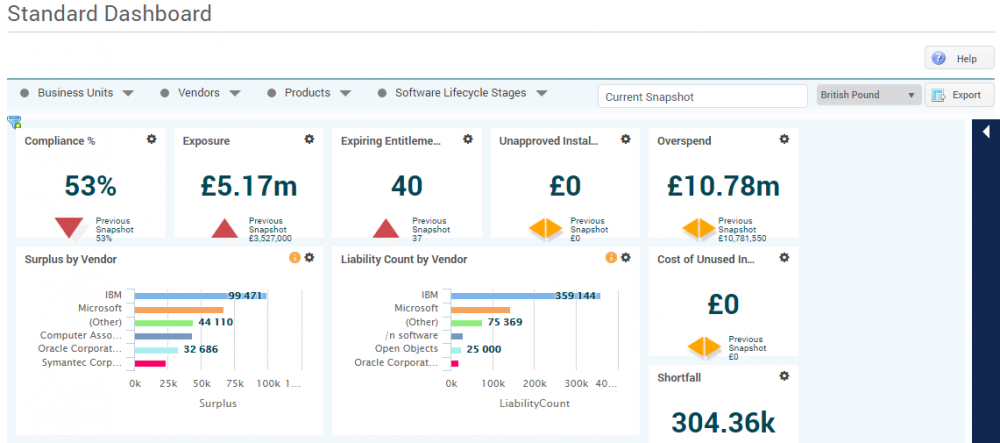 Standard Dashboard
Help
Business Units Vendors Products Software Lifecycle Stages Current Snapshot British Pound Export
Compliance % Exposure Expiring Entitleme... Unapproved Instal... Overspend
53% £5.17m 40 £0 £10.78m
Previous Previous Previous Previous Previous
Snapshot Snapshot Snapshot Snapshot Snapshot
53% £3,527,000 37 £0 £10,781,550
Surplus by Vendor
IBM 99 471
Microsoft
(Other) 44 110
Computer Asso...
Oracle Corporat... 32 686
Symantec Corp...
0k 25k 50k 75k 100k 1...
Surplus
Liability Count by Vendor
IBM 359 144
Microsoft
(Other) 75 369
/n software
Open Objects 25 000
Oracle Corporat...
0k 100k 200k 300k 40...
LiabilityCount
Cost of Unused In...
£0
Previous
Snapshot
£0
Shortfall
304.36k